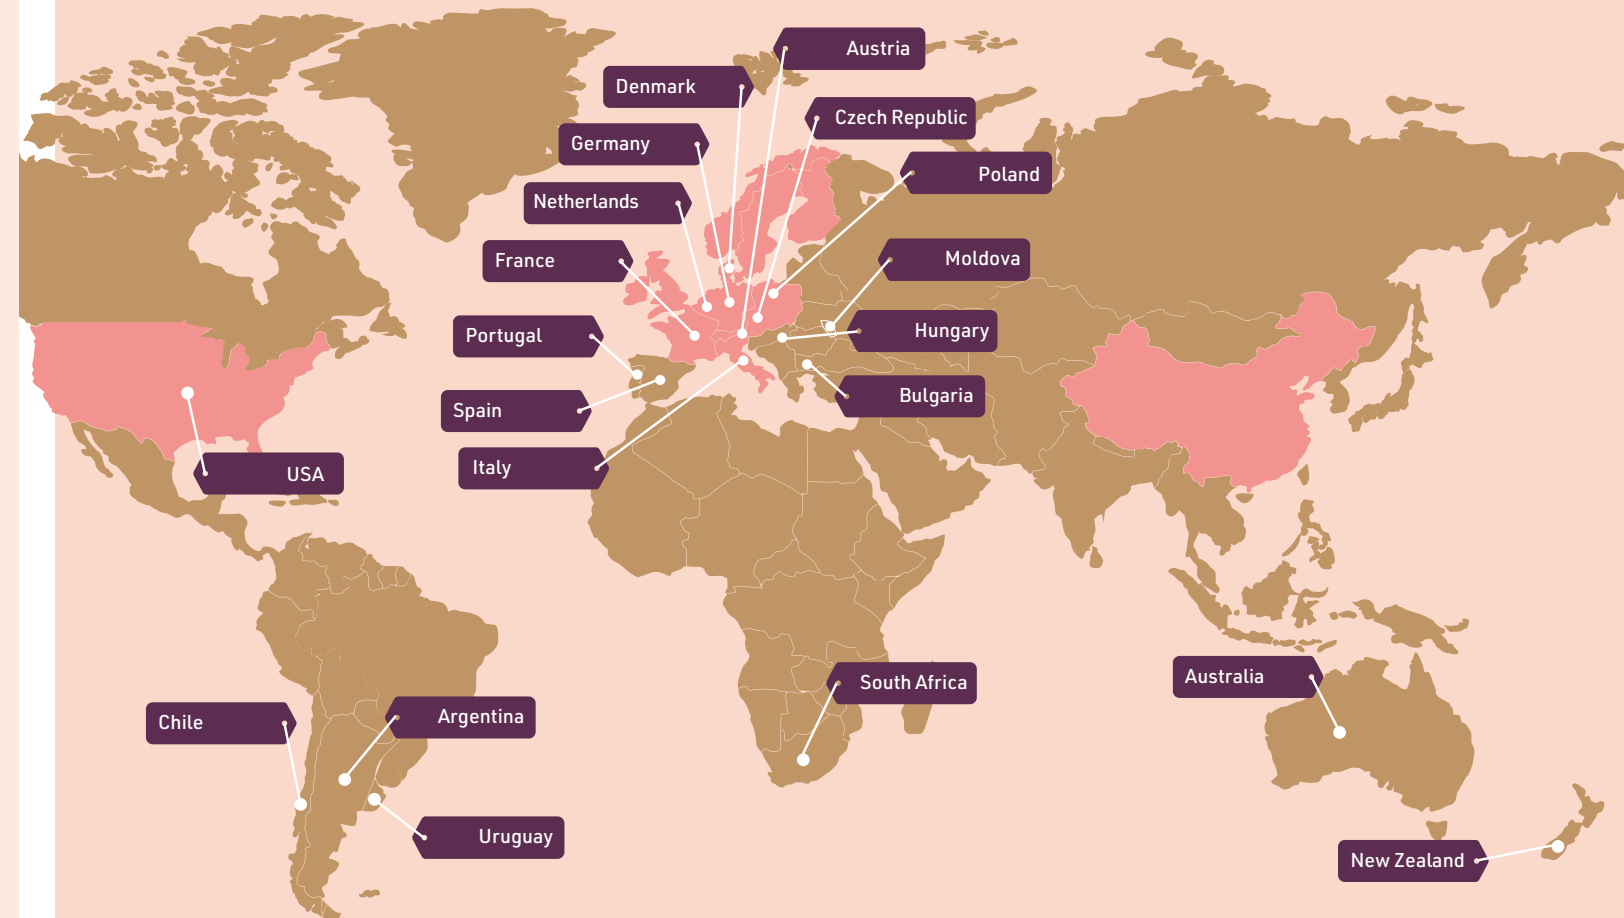 Austria
Denmark
Czech Republic
Germany
Poland
Netherlands
France
Moldova
Portugal
Hungary
Bulgaria
Spain
Italy
USA
South Africa
Australia
Chile
Argentina
Uruguay
New Zealand